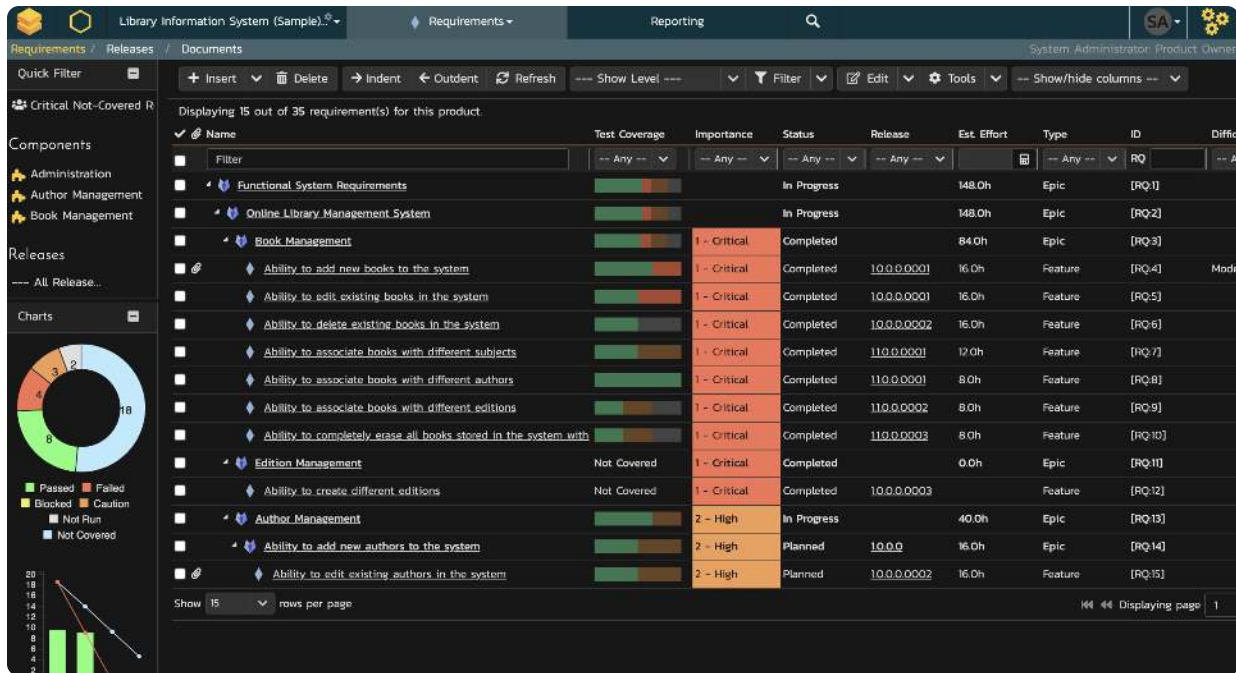 Library Information System (Sample)... Requirements Reporting SA
Requirements / Releases / Documents System Administrator: Product Owner
Quick Filter
Critical Not-Covered R
Components
Administration
Author Management
Book Management
Releases
--- All Release...
Charts
3 2
4
18
8
Passed Failed
Blocked Caution
Not Run
Not Covered
20
18
16
14
12
10
8
6
4
2
Insert Delete Indent Outdent Refresh --- Show Level --- Filter Edit Tools -- Show/hide columns --
Displaying 15 out of 35 requirement(s) for this product.
Name Test Coverage Importance Status Release Est. Effort Type ID Diffic
Filter -- Any -- -- Any -- -- Any -- -- Any -- -- Any -- RQ -- A
Functional System Requirements In Progress 148.0h Epic [RQ:1]
Online Library Management System In Progress 148.0h Epic [RQ:2]
Book Management 1 - Critical Completed 84.0h Epic [RQ:3]
Ability to add new books to the system 1 - Critical Completed 1.0.0.0.0001 16.0h Feature [RQ:4] Mode
Ability to edit existing books in the system 1 - Critical Completed 1.0.0.0.0001 16.0h Feature [RQ:5]
Ability to delete existing books in the system 1 - Critical Completed 1.0.0.0.0002 16.0h Feature [RQ:6]
Ability to associate books with different subjects 1 - Critical Completed 1.1.0.0.0001 12.0h Feature [RQ:7]
Ability to associate books with different authors 1 - Critical Completed 1.1.0.0.0001 8.0h Feature [RQ:8]
Ability to associate books with different editions 1 - Critical Completed 1.1.0.0.0002 8.0h Feature [RQ:9]
Ability to completely erase all books stored in the system with 1 - Critical Completed 1.1.0.0.0003 8.0h Feature [RQ:10]
Edition Management Not Covered 1 - Critical Completed 0.0h Epic [RQ:11]
Ability to create different editions Not Covered 1 - Critical Completed 1.0.0.0.0003 Feature [RQ:12]
Author Management 2 - High In Progress 40.0h Epic [RQ:13]
Ability to add new authors to the system 2 - High Planned 1.0.0.0 16.0h Epic [RQ:14]
Ability to edit existing authors in the system 2 - High Planned 1.0.0.0.0002 16.0h Feature [RQ:15]
Show 15 rows per page Displaying page 1